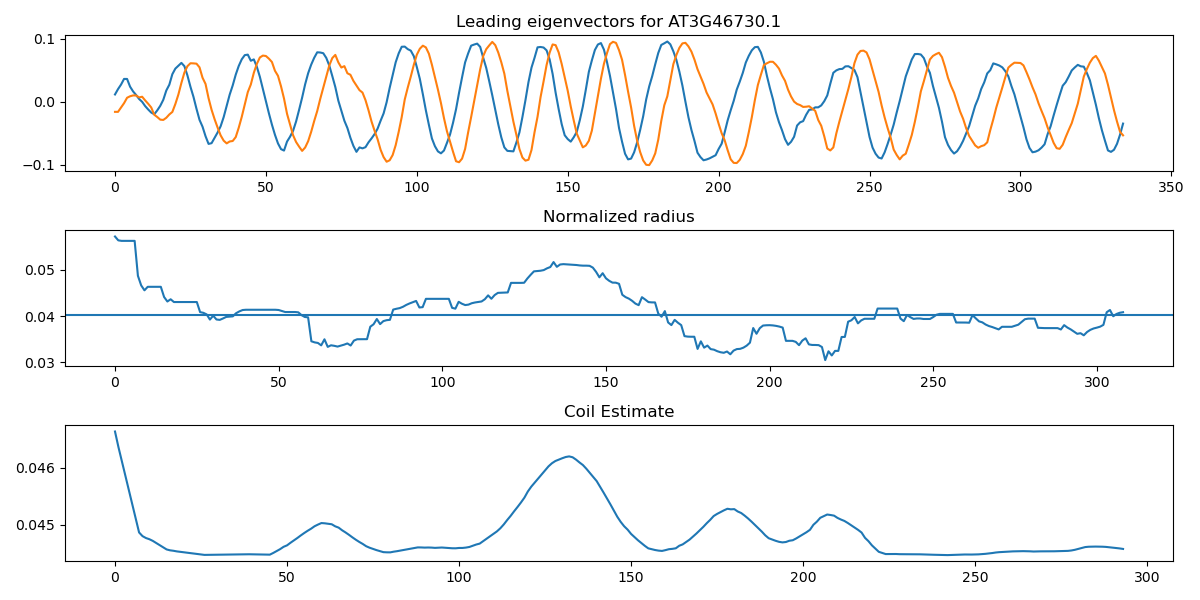 Leading eigenvectors for AT3G46730.1
0.1
0.0
−0.1
0 50 100 150 200 250 300 350
Normalized radius
0.05
0.04
0.03
0 50 100 150 200 250 300
Coil Estimate
0.046
0.045
0 50 100 150 200 250 300